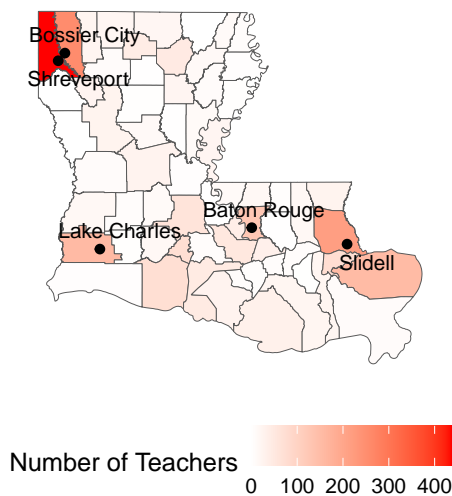 Bossier City
Shreveport
Baton Rouge
Lake Charles
Slidell
Number of Teachers
0 100 200 300 400